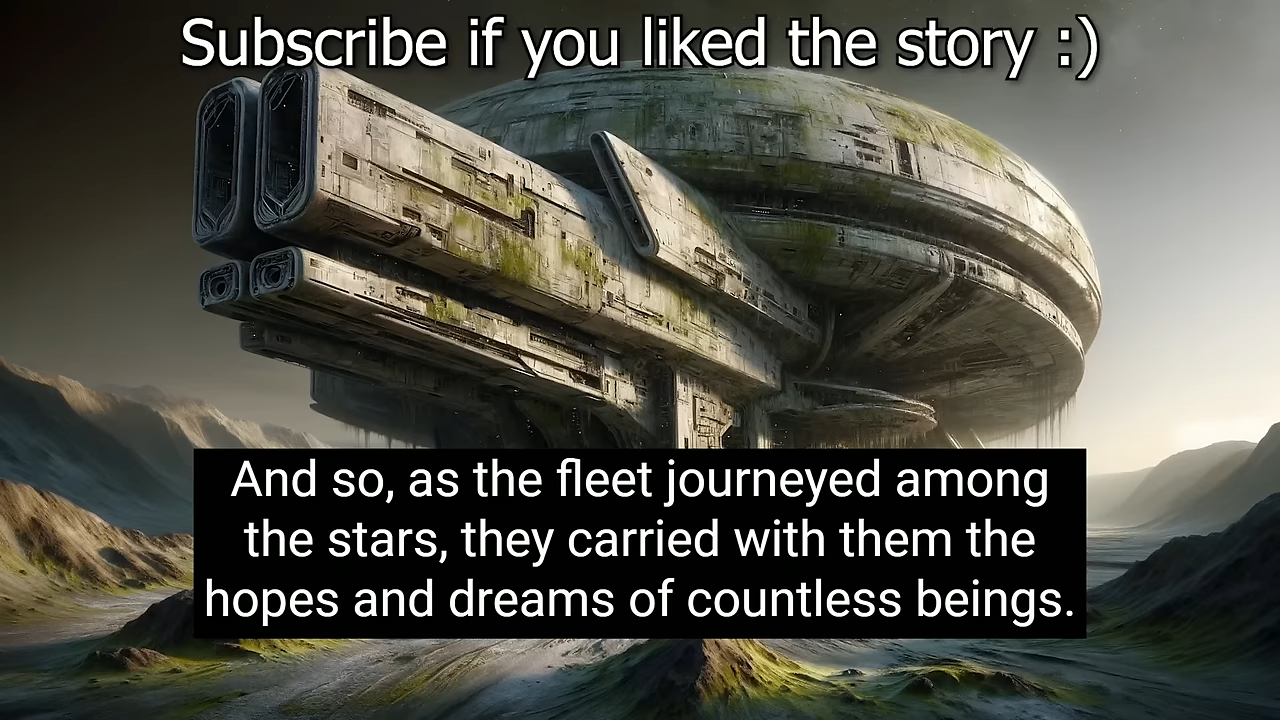 Subscribe if you liked the story :)
And so, as the fleet journeyed among
the stars, they carried with them the
hopes and dreams of countless beings.